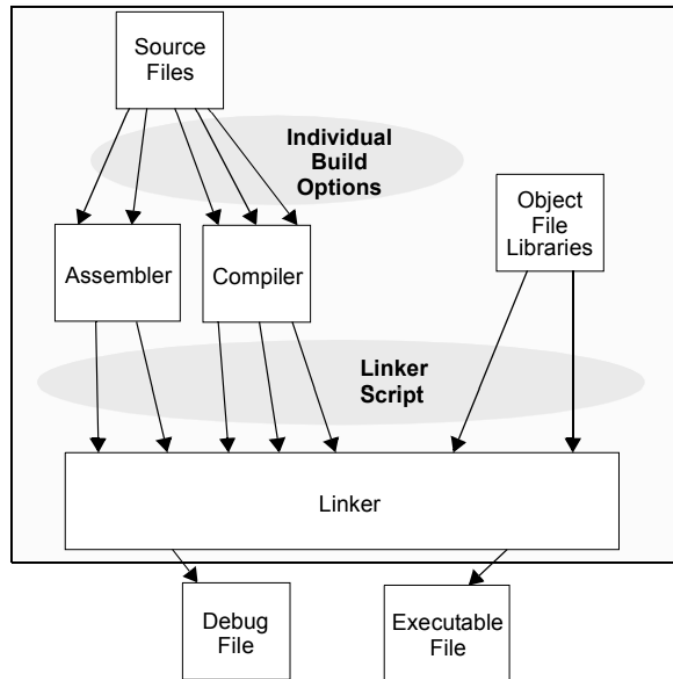 Source
Files
Individual
Build
Options
Object
File
Libraries
Assembler
Compiler
Linker
Script
Linker
Debug
File
Executable
File